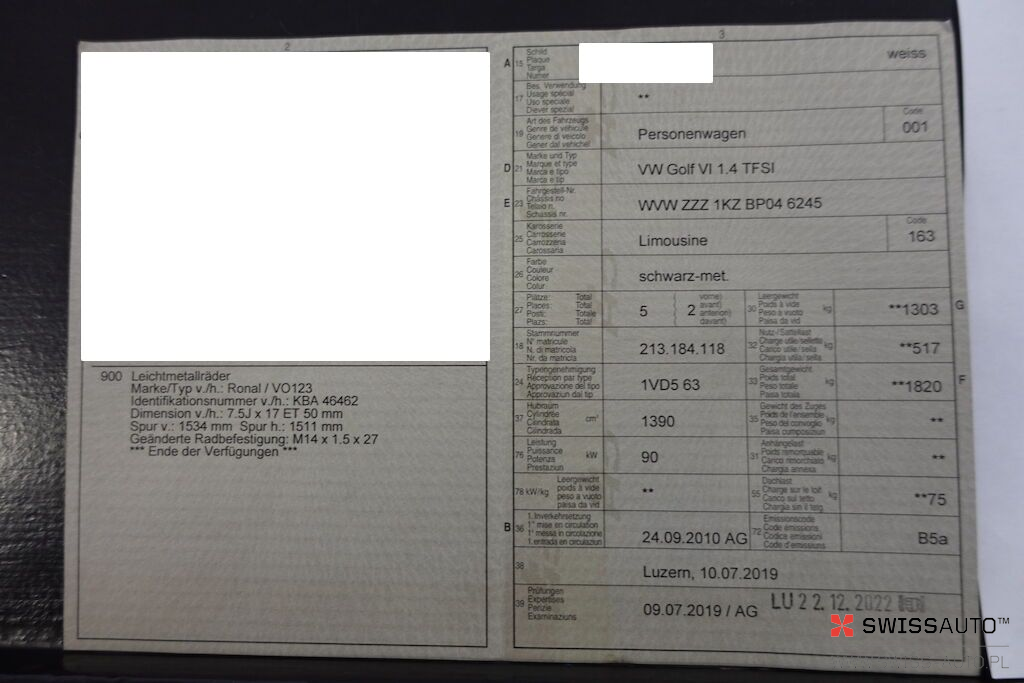 2
900 Leichtmetallräder
Marke/Typ v./h.: Ronal / VO123
Identifikationsnummer v./h.: KBA 46462
Dimension v./h.: 7.5J x 17 ET 50 mm
Spur v.: 1534 mm Spur h.: 1511 mm
Geänderte Radbefestigung: M14 x 1.5 x 27
*** Ende der Verfügungen ***
3
A 15 Schild
Plaque
Targa
Numer
weiss
17 Bes. Verwendung
Usage spécial
Uso speciale
Diever spezial
**
19 Art des Fahrzeugs
Genre de véhicule
Genere di veicolo
Gener dal vehichel
Personenwagen
Code
001
D 21 Marke und Typ
Marque et type
Marca e tipo
Marca e tip
VW Golf VI 1.4 TFSI
E 23 Fahrgestell-Nr.
Châssis no
Telaio n.
Schassis nr.
WVW ZZZ 1KZ BP04 6245
25 Karosserie
Carrosserie
Carrozzeria
Carossaria
Limousine
Code
163
26 Farbe
Couleur
Colore
Colur
schwarz-met.
27 Plätze: Total
Places: Total
Posti: Totale
Plazs: Total
5
2
vorne)
avant)
anteriori)
davant)
30 Leergewicht
Poids à vide
Peso a vuoto
Paisa da vid
kg
**1303
G
18 Stammnummer
N° matricule
N. di matricola
Nr. da matricla
213.184.118
32 Nutz-/Sattellast
Charge utile/sellette
Carico utile/sella
Chargia utila/sella
kg
**517
24 Typengenehmigung
Réception par type
Approvazione del tipo
Approvaziun dal tip
1VD5 63
33 Gesamtgewicht
Poids total
Peso totale
Paisa totala
kg
**1820
F
37 Hubraum
Cylindrée
Cilindrata
Cilindrada
cm³
1390
35 Gewicht des Zuges
Poids de l'ensemble
Peso del convoglio
Paisa cumposiziun
kg
**
76 Leistung
Puissance
Potenza
Prestaziun
kW
90
31 Anhängelast
Poids remorquable
Carico rimorchiato
Chargia annexa
kg
**
78 kW/kg Leergewicht
poids à vide
peso a vuoto
paisa da vid
**
55 Dachlast
Charge sur le toit
Carico sul tetto
Chargia sin il tetg
kg
**75
B 36 1. Inverkehrsetzung
1re mise en circulation
1a messa in circolazione
1. entrada en circulaziun
24.09.2010 AG
72 Emissionscode
Code émissions
Codice emissioni
Code d'emissiuns
B5a
38
Luzern, 10.07.2019
39 Prüfungen
Expertises
Perizie
Examinaziuns
09.07.2019 / AG
LU 22.12.2022
SWISSAUTO™